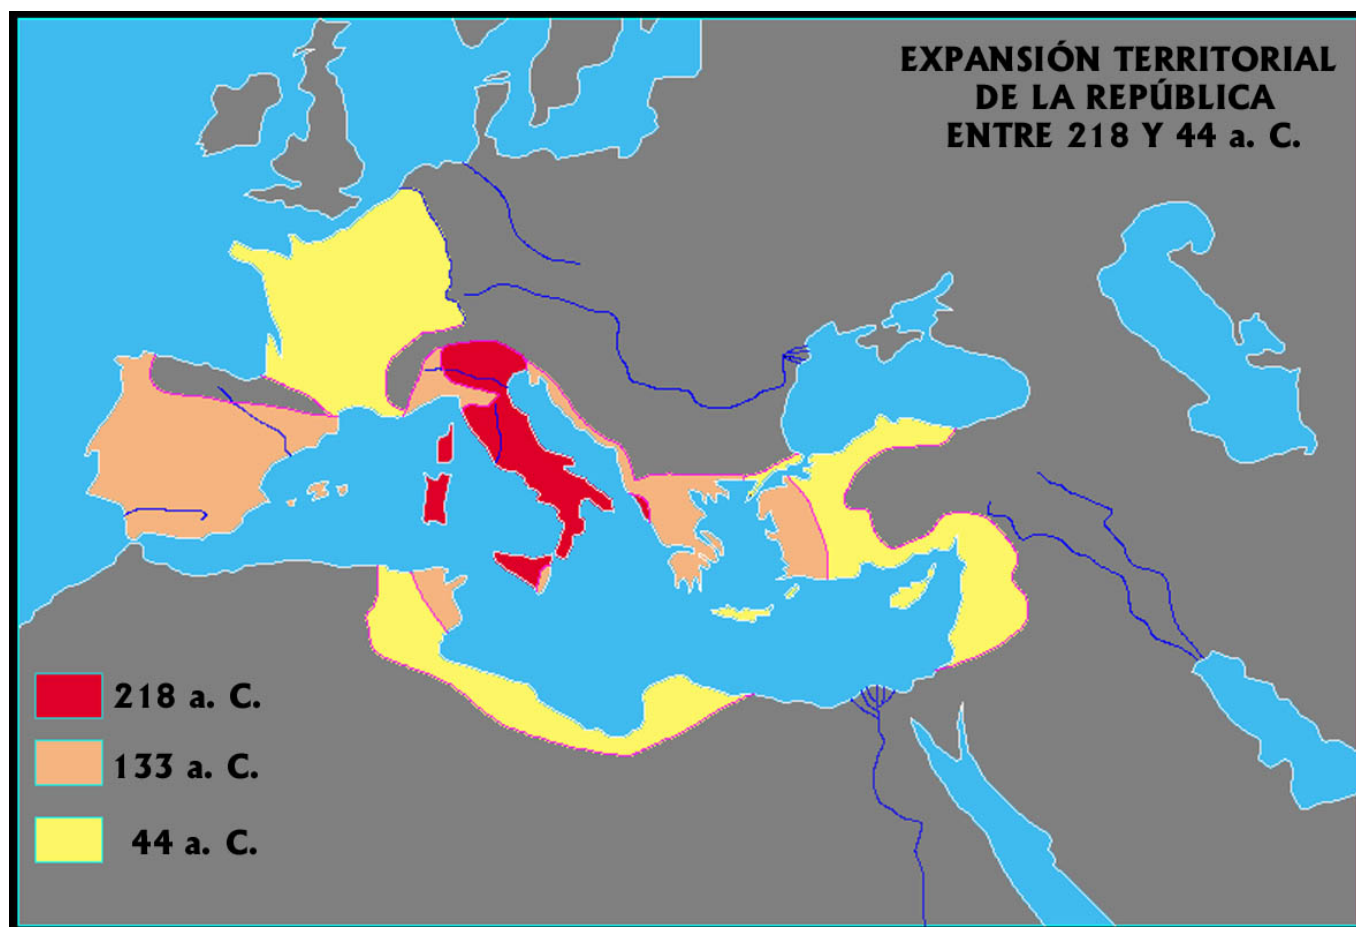 EXPANSIÓN TERRITORIAL
DE LA REPÚBLICA
ENTRE 218 Y 44 a. C.
218 a. C.
133 a. C.
44 a. C.